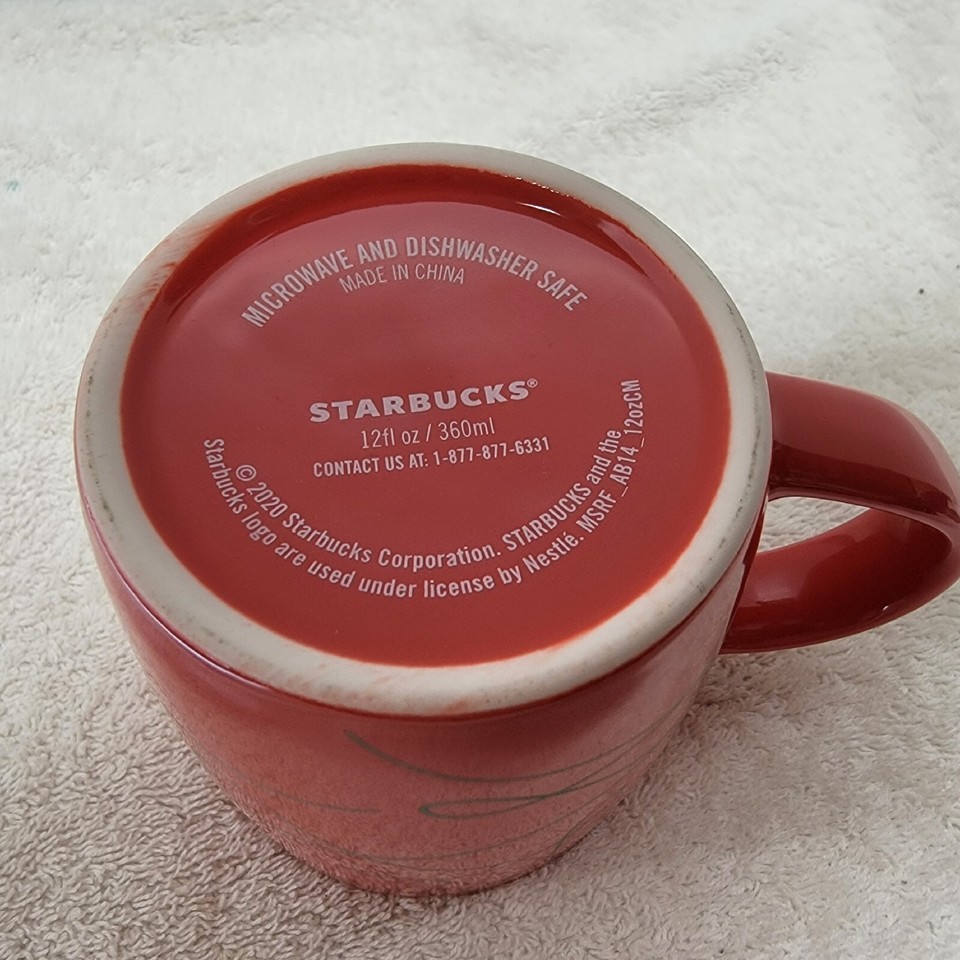 MICROWAVE AND DISHWASHER SAFE
MADE IN CHINA
STARBUCKS®
12fl oz / 360ml
CONTACT US AT: 1-877-877-6331
© 2020 Starbucks Corporation. STARBUCKS and the
Starbucks logo are used under license by Nestlé. MSRF_AB14_12ozCM